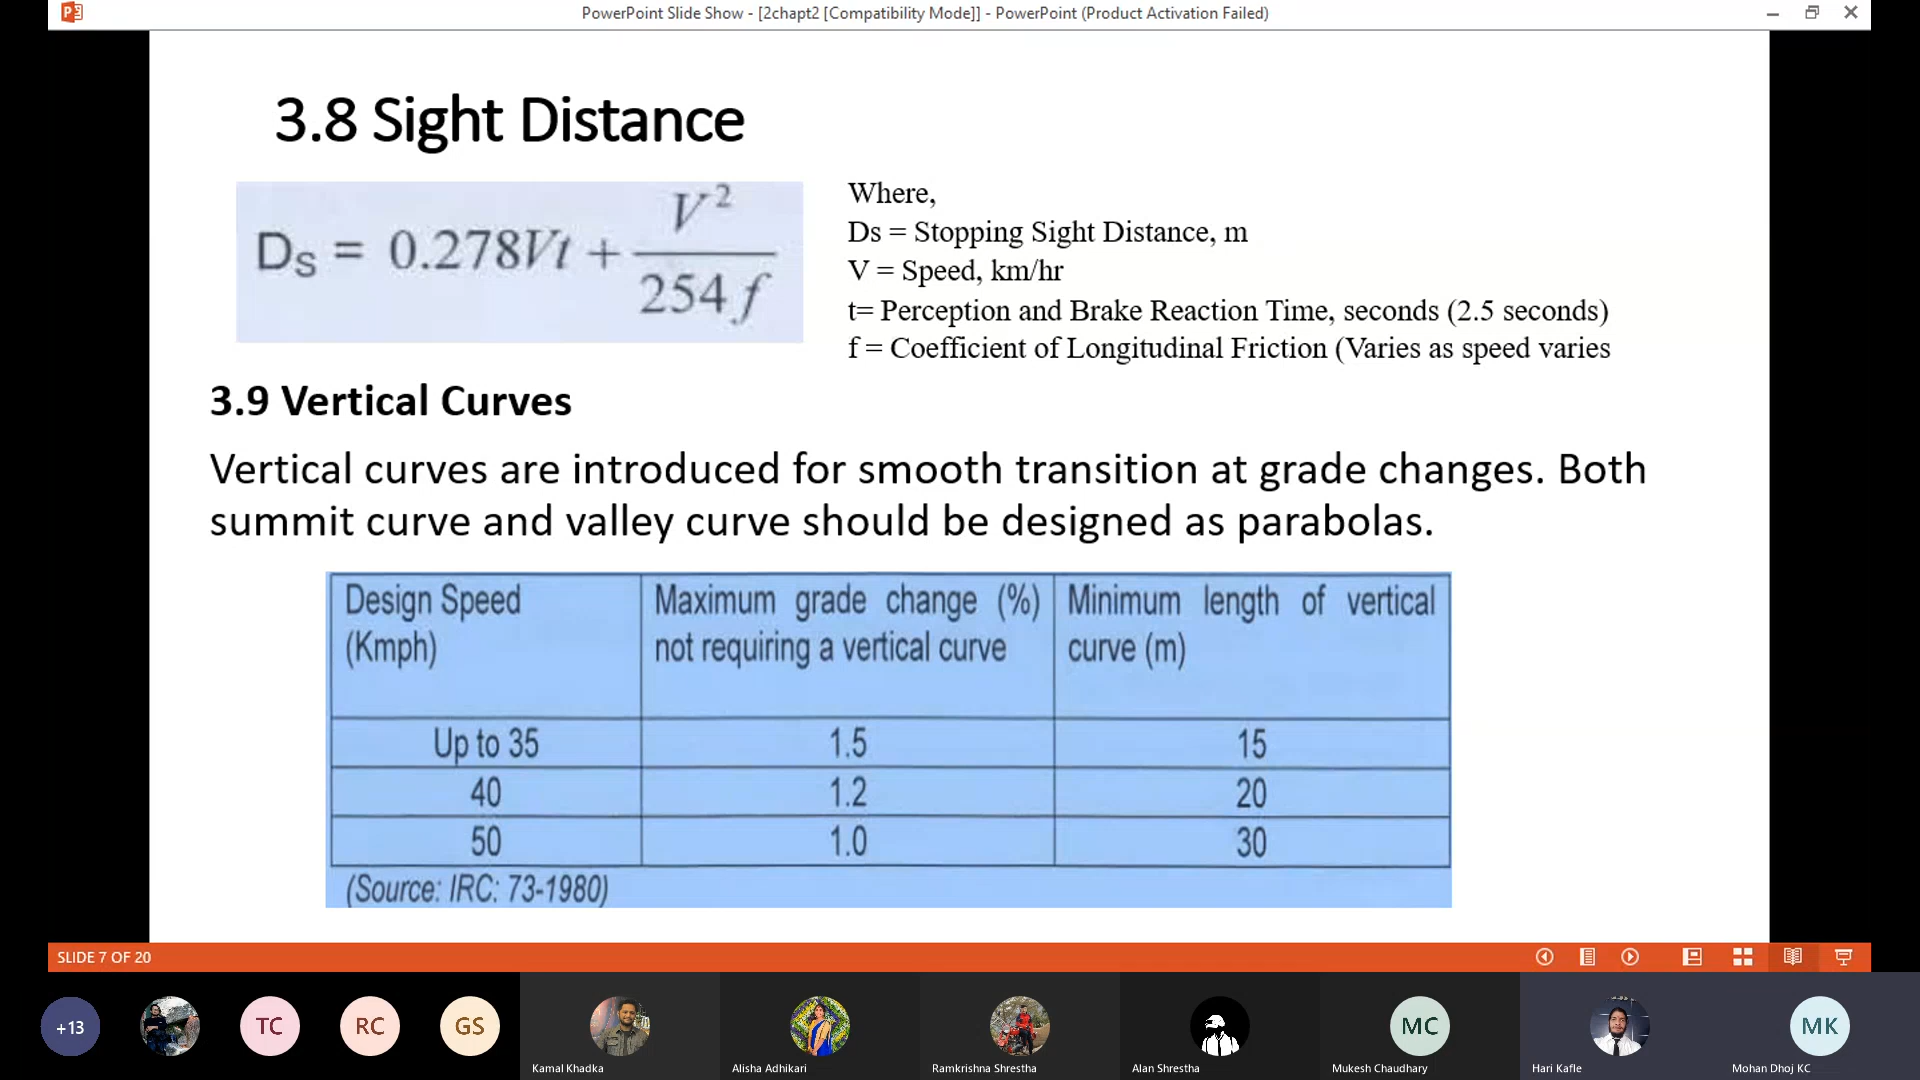 PowerPoint Slide Show - [2chapt2 [Compatibility Mode]] - PowerPoint (Product Activation Failed)
3.8 Sight Distance
Ds = 0.278Vt + V²/254f
Where,
Ds = Stopping Sight Distance, m
V = Speed, km/hr
t= Perception and Brake Reaction Time, seconds (2.5 seconds)
f = Coefficient of Longitudinal Friction (Varies as speed varies
3.9 Vertical Curves
Vertical curves are introduced for smooth transition at grade changes. Both
summit curve and valley curve should be designed as parabolas.
Design Speed (Kmph) Maximum grade change (%) not requiring a vertical curve Minimum length of vertical curve (m)
Up to 35 1.5 15
40 1.2 20
50 1.0 30
(Source: IRC: 73-1980)
SLIDE 7 OF 20
+13 TC RC GS MC MK
Kamal Khadka Alisha Adhikari Ramkrishna Shrestha Alan Shrestha Mukesh Chaudhary Hari Kafle Mohan Dhoj KC